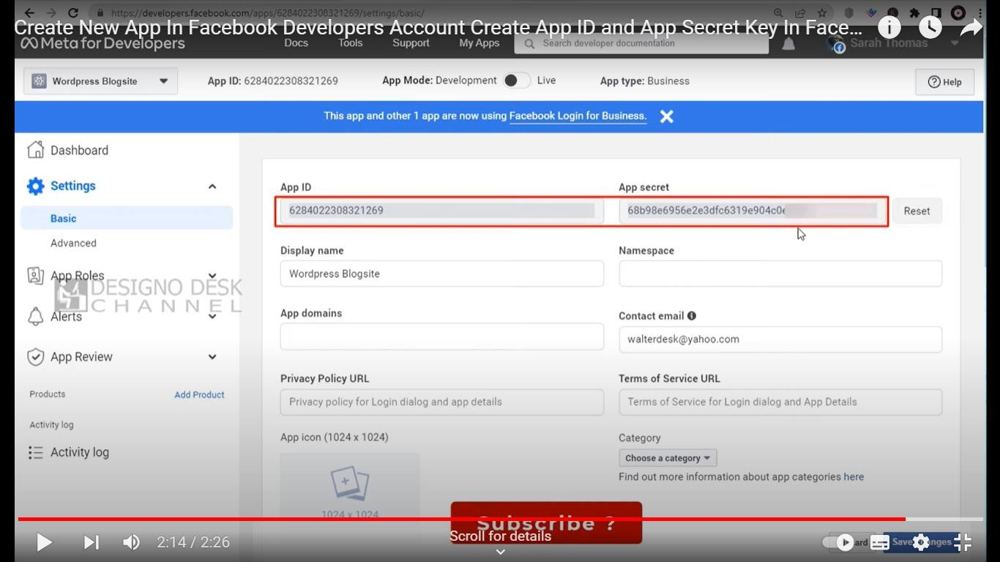 https://developers.facebook.com/apps/6284022308321269/settings/basic/
Create New App In Facebook Developers Account Create App ID and App Secret Key In Face...
Meta for Developers
Docs
Tools
Support
My Apps
Search developer documentation
Sarah Thomas
Wordpress Blogsite
App ID: 6284022308321269
App Mode: Development
Live
App type: Business
Help
This app and other 1 app are now using Facebook Login for Business.
Dashboard
Settings
Basic
Advanced
App Roles
DESIGNO DESK
CHANNEL
Alerts
App Review
Products
Add Product
Activity log
Activity log
App ID
App secret
6284022308321269
68b98e6956e2e3dfc6319e904c0
Reset
Display name
Namespace
Wordpress Blogsite
App domains
Contact email
walterdesk@yahoo.com
Privacy Policy URL
Terms of Service URL
Privacy policy for Login dialog and app details
Terms of Service for Login dialog and App Details
App icon (1024 x 1024)
Category
Choose a category
Find out more information about app categories here
1024 x 1024
Subscribe ?
Scroll for details
2:14 / 2:26